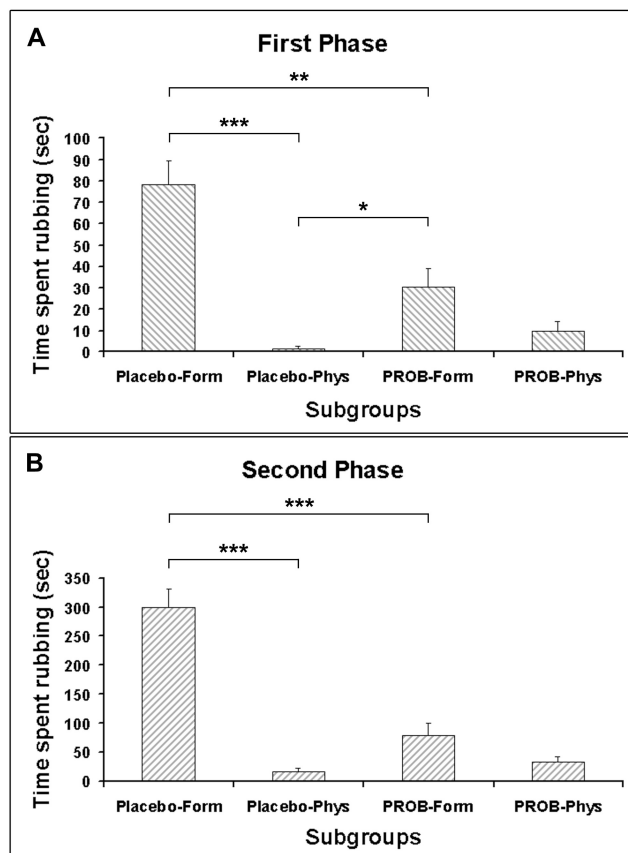 A
First Phase
**
***
*
Time spent rubbing (sec)
100
90
80
70
60
50
40
30
20
10
0
Placebo-Form Placebo-Phys PROB-Form PROB-Phys
Subgroups
B
Second Phase
***
***
Time spent rubbing (sec)
350
300
250
200
150
100
50
0
Placebo-Form Placebo-Phys PROB-Form PROB-Phys
Subgroups